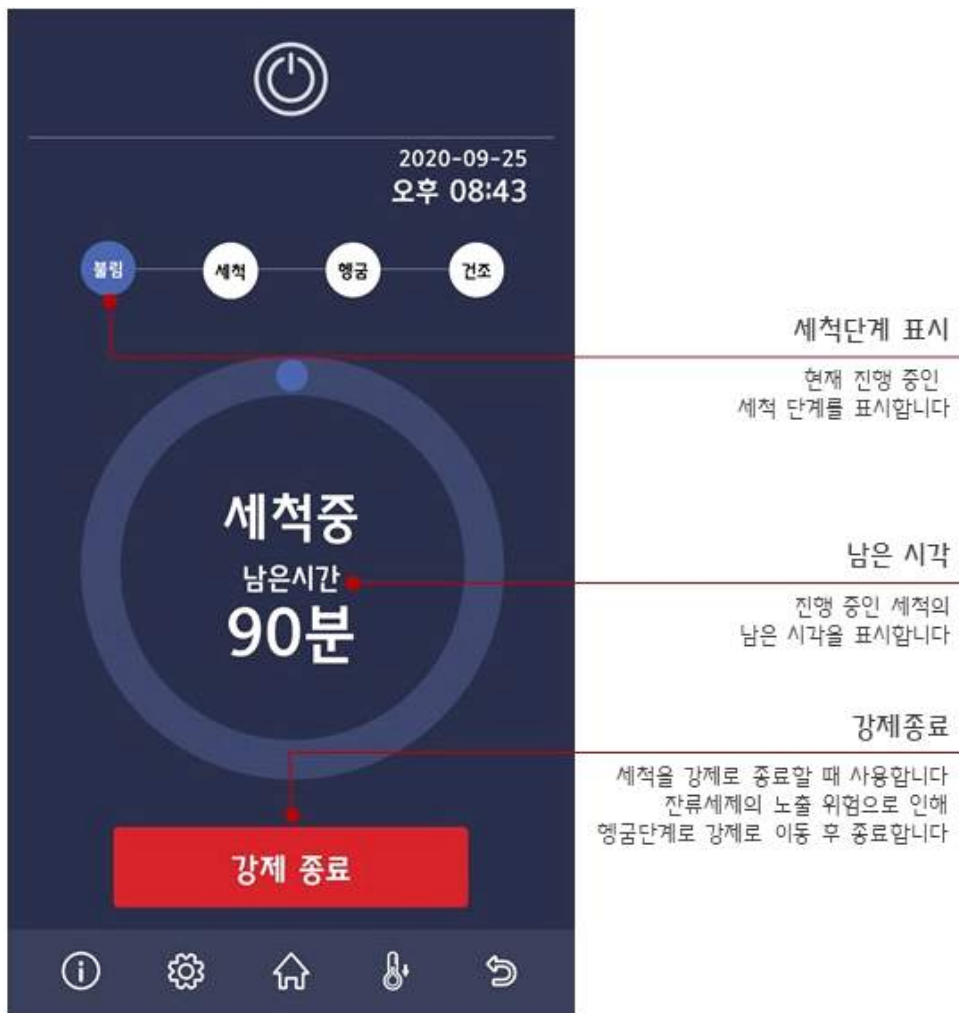 2020-09-25
오후 08:43
불림
세척
헹굼
건조
세척단계 표시
현재 진행 중인
세척 단계를 표시합니다
세척중
남은시간
90분
남은 시각
진행 중인 세척의
남은 시각을 표시합니다
강제종료
세척을 강제로 종료할 때 사용합니다
잔류세제의 노출 위험으로 인해
헹굼단계로 강제로 이동 후 종료합니다
강제 종료